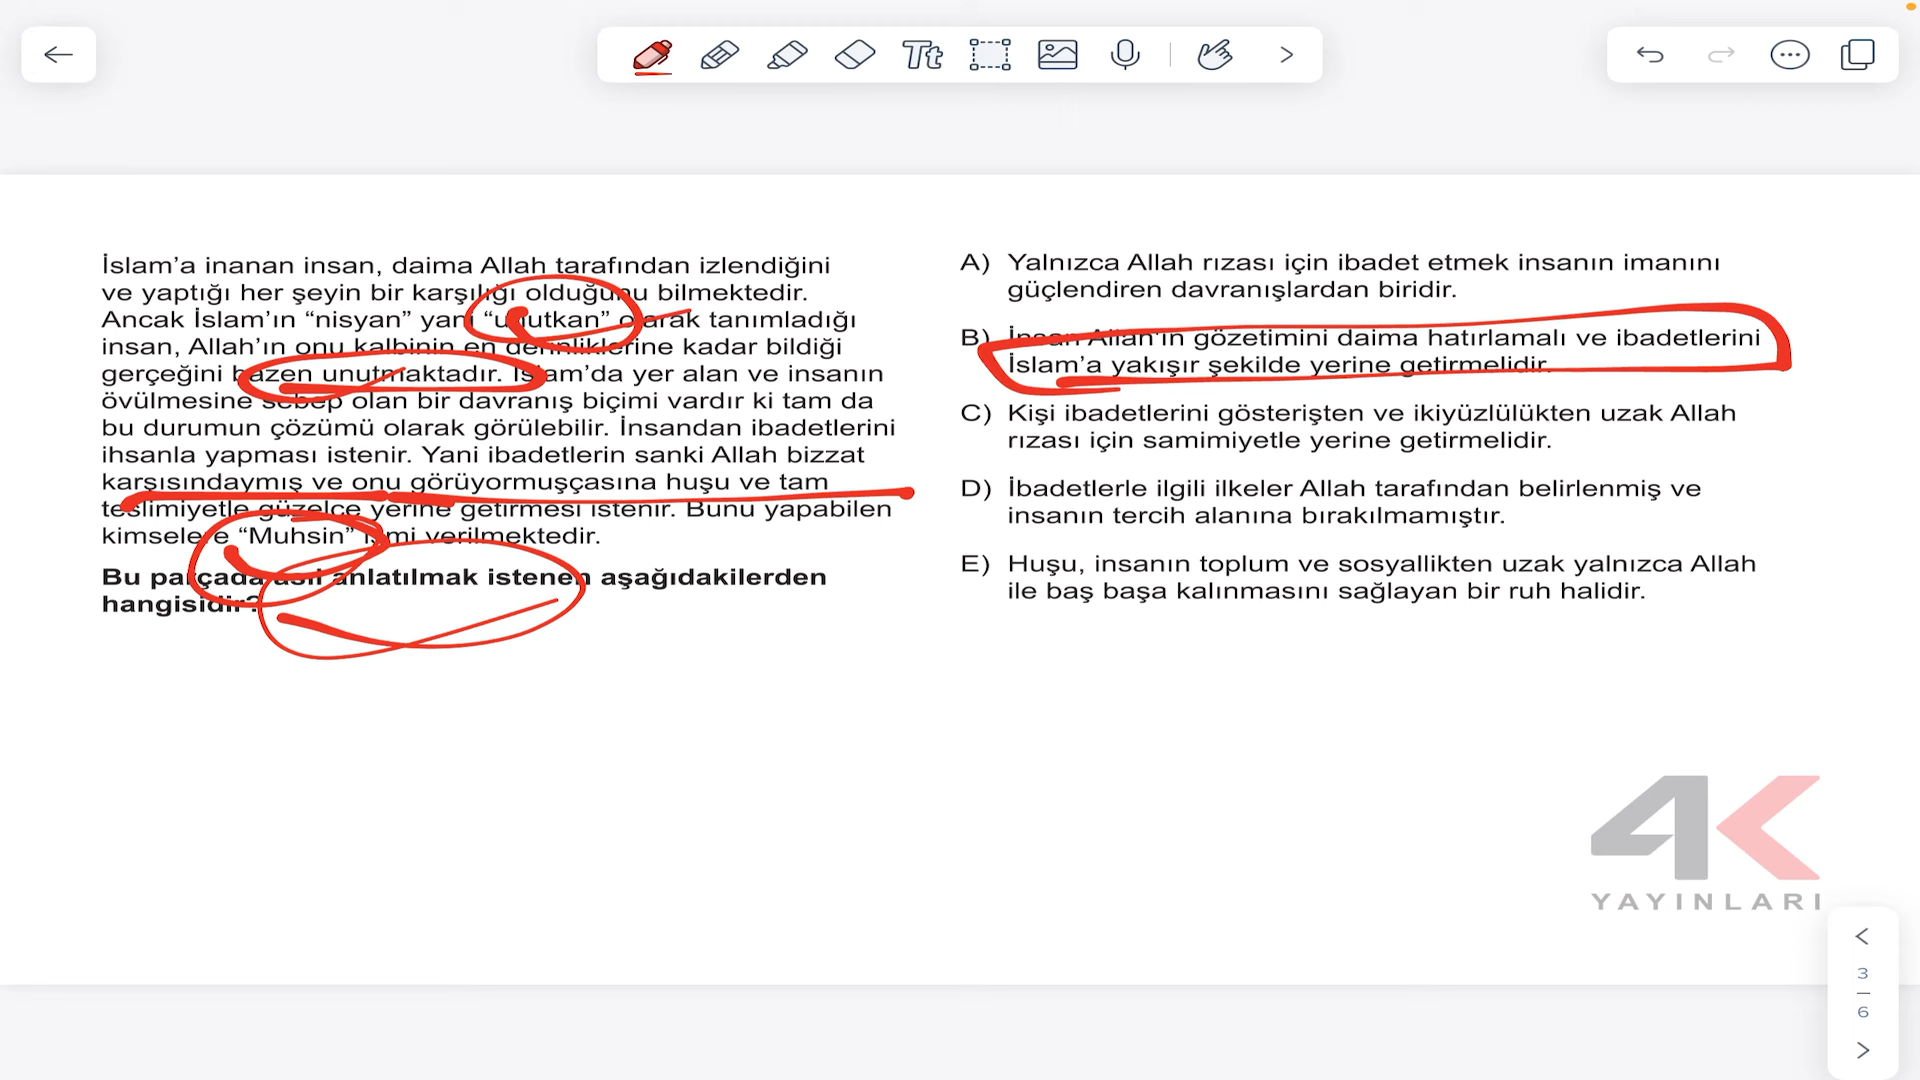 Tt
İslam’a inanan insan, daima Allah tarafından izlendiğini
ve yaptığı her şeyin bir karşılığı olduğunu bilmektedir.
Ancak İslam’ın “nisyan” yani “unutkan” olarak tanımladığı
insan, Allah’ın onu kalbinin en derinliklerine kadar bildiği
gerçeğini bazen unutmaktadır. İslam’da yer alan ve insanın
övülmesine sebep olan bir davranış biçimi vardır ki tam da
bu durumun çözümü olarak görülebilir. İnsandan ibadetlerini
ihsanla yapması istenir. Yani ibadetlerin sanki Allah bizzat
karşısındaymış ve onu görüyormuşçasına huşu ve tam
teslimiyetle güzelce yerine getirmesi istenir. Bunu yapabilen
kimselere “Muhsin” ismi verilmektedir.
Bu parçada asıl anlatılmak istenen aşağıdakilerden
hangisidir?
A) Yalnızca Allah rızası için ibadet etmek insanın imanını
güçlendiren davranışlardan biridir.
B) İnsan Allah’ın gözetimini daima hatırlamalı ve ibadetlerini
İslam’a yakışır şekilde yerine getirmelidir.
C) Kişi ibadetlerini gösterişten ve ikiyüzlülükten uzak Allah
rızası için samimiyetle yerine getirmelidir.
D) İbadetlerle ilgili ilkeler Allah tarafından belirlenmiş ve
insanın tercih alanına bırakılmamıştır.
E) Huşu, insanın toplum ve sosyallikten uzak yalnızca Allah
ile baş başa kalınmasını sağlayan bir ruh halidir.
4K
YAYINLARI
3
6